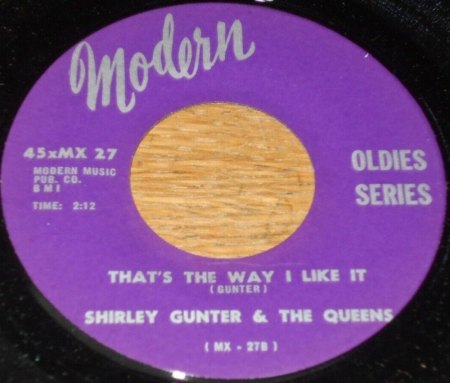 Modern
45xMX 27
MODERN MUSIC
PUB. CO.
BMI
TIME: 2:12
OLDIES
SERIES
THAT'S THE WAY I LIKE IT
(GUNTER)
SHIRLEY GUNTER & THE QUEENS
(MX - 27B)